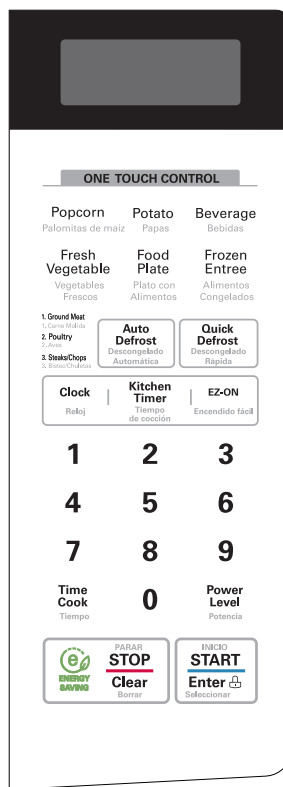 ONE TOUCH CONTROL
Popcorn Potato Beverage
Palomitas de maíz Papas Bebidas
Fresh Food Frozen
Vegetable Plate Entree
Vegetables Plato con Alimentos
Frescos Alimentos Congelados
1. Ground Meat
1. Carne Molida
2. Poultry
2. Aves
3. Steaks/Chops
3. Bistec/Chuletas
Auto Quick
Defrost Defrost
Descongelado Descongelado
Automática Rápida
Clock Kitchen Timer EZ-ON
Reloj Tiempo de cocción Encendido fácil
1 2 3
4 5 6
7 8 9
Time Cook 0 Power Level
Tiempo Potencia
e
ENERGY
SAVING
PARAR
STOP
Clear
Borrar
INICIO
START
Enter
Seleccionar